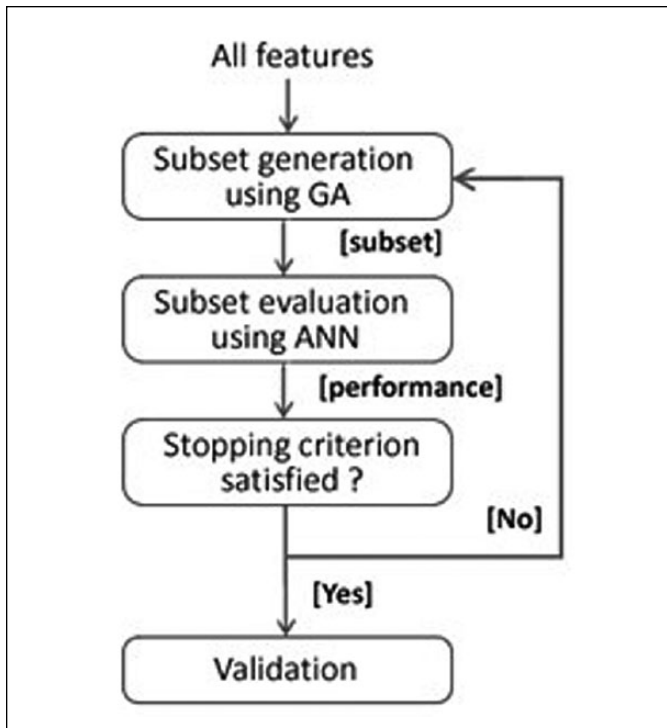 All features
Subset generation
using GA
[subset]
Subset evaluation
using ANN
[performance]
Stopping criterion
satisfied ?
[No]
[Yes]
Validation